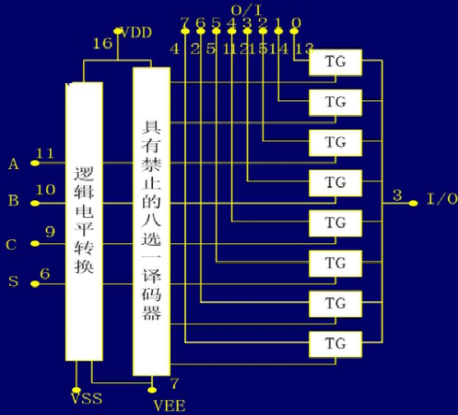 O/I
7 6 5 4 3 2 1 0
16 VDD
4 2 5 1 12 15 14 13
TG
TG
TG
TG
TG
TG
TG
TG
A 11
B 10
C 9
S 6
逻辑电平转换
具有禁止的八选一译码器
3 I/O
7
VSS
VEE